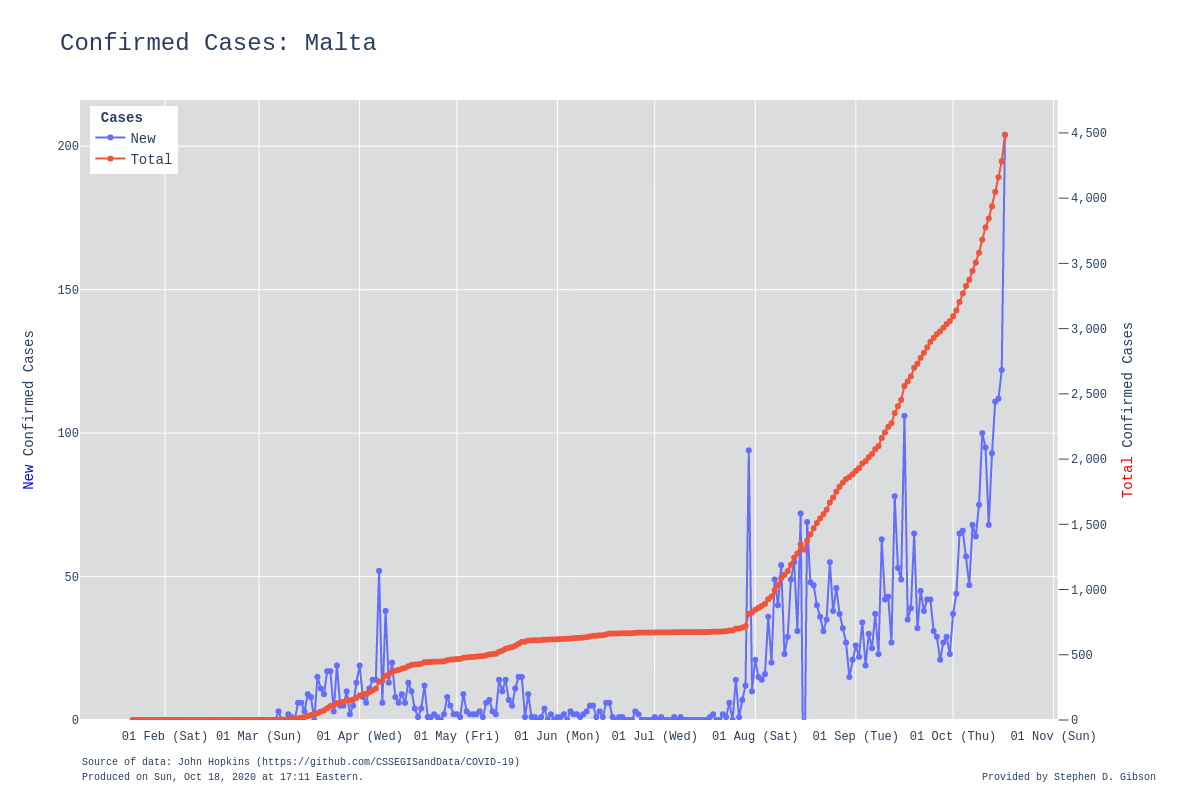 Confirmed Cases: Malta
Cases
New
Total
200
150
100
50
0
4,500
4,000
3,500
3,000
2,500
2,000
1,500
1,000
500
0
New Confirmed Cases
Total Confirmed Cases
01 Feb (Sat) 01 Mar (Sun) 01 Apr (Wed) 01 May (Fri) 01 Jun (Mon) 01 Jul (Wed) 01 Aug (Sat) 01 Sep (Tue) 01 Oct (Thu) 01 Nov (Sun)
Source of data: John Hopkins (https://github.com/CSSEGISandData/COVID-19)
Produced on Sun, Oct 18, 2020 at 17:11 Eastern.
Provided by Stephen D. Gibson